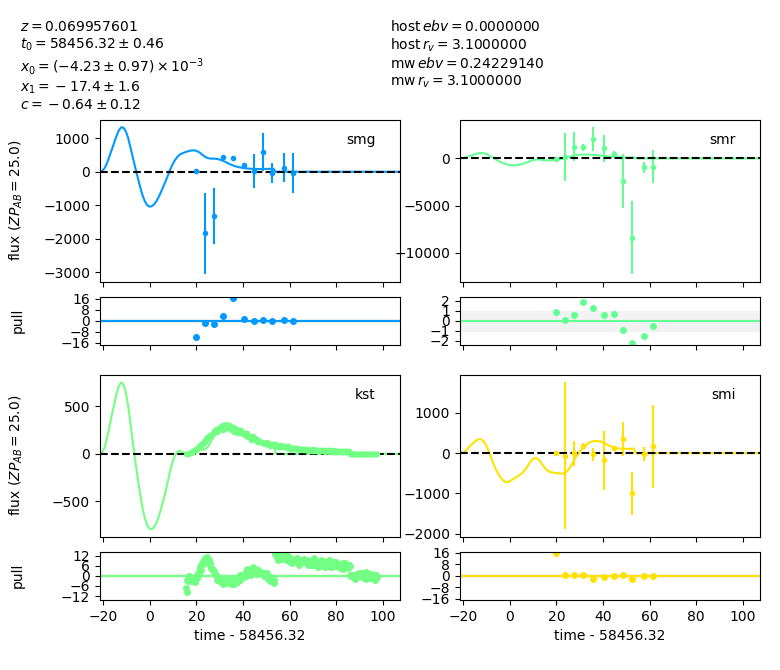 z = 0.069957601
t0 = 58456.32 ± 0.46
x0 = (−4.23 ± 0.97) × 10^−3
x1 = −17.4 ± 1.6
c = −0.64 ± 0.12
host ebv = 0.0000000
host rv = 3.1000000
mw ebv = 0.24229140
mw rv = 3.1000000
flux (ZP_AB = 25.0)
1000
0
−1000
−2000
−3000
smg
0
−5000
−10000
smr
pull
16
8
0
−8
−16
2
1
0
−1
−2
flux (ZP_AB = 25.0)
500
0
−500
kst
1000
0
−1000
−2000
smi
pull
12
6
0
−6
−12
16
8
0
−8
−16
−20 0 20 40 60 80 100
−20 0 20 40 60 80 100
time - 58456.32
time - 58456.32